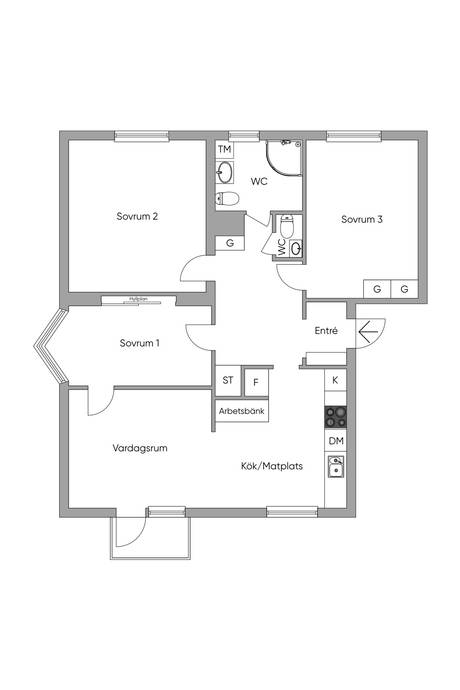 TM
WC
Sovrum 2
Sovrum 3
WC
G
G
G
Hyllplan
Sovrum 1
Entré
ST
F
K
Arbetsbänk
DM
Vardagsrum
Kök/Matplats